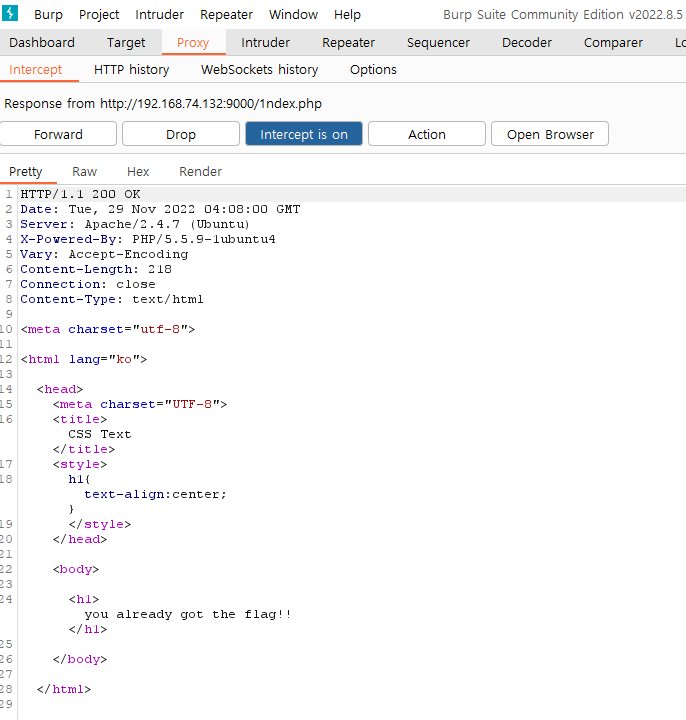 Burp Project Intruder Repeater Window Help Burp Suite Community Edition v2022.8.5
Dashboard Target Proxy Intruder Repeater Sequencer Decoder Comparer Lo
Intercept HTTP history WebSockets history Options
Response from http://192.168.74.132:9000/1ndex.php
Forward Drop Intercept is on Action Open Browser
Pretty Raw Hex Render
1 HTTP/1.1 200 OK
2 Date: Tue, 29 Nov 2022 04:08:00 GMT
3 Server: Apache/2.4.7 (Ubuntu)
4 X-Powered-By: PHP/5.5.9-1ubuntu4
5 Vary: Accept-Encoding
6 Content-Length: 218
7 Connection: close
8 Content-Type: text/html
9
10 <meta charset="utf-8">
11
12 <html lang="ko">
13
14 <head>
15 <meta charset="UTF-8">
16 <title>
CSS Text
</title>
17 <style>
18 h1{
text-align:center;
}
19 </style>
20 </head>
21
22 <body>
23
24 <h1>
you already got the flag!!
</h1>
25
26 </body>
27
28 </html>
29